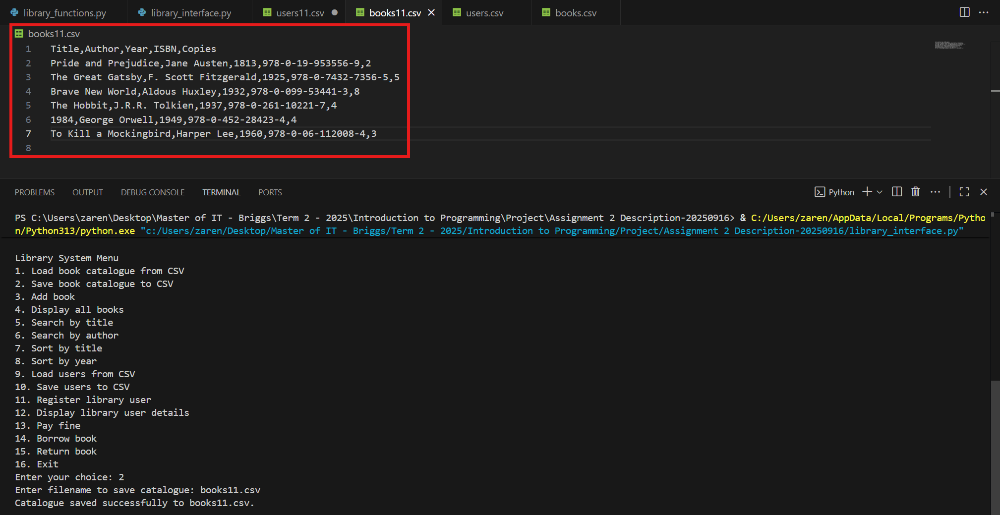 library_functions.py library_interface.py users11.csv books11.csv users.csv books.csv
books11.csv
1 Title,Author,Year,ISBN,Copies
2 Pride and Prejudice,Jane Austen,1813,978-0-19-953556-9,2
3 The Great Gatsby,F. Scott Fitzgerald,1925,978-0-7432-7356-5,5
4 Brave New World,Aldous Huxley,1932,978-0-099-53441-3,8
5 The Hobbit,J.R.R. Tolkien,1937,978-0-261-10221-7,4
6 1984,George Orwell,1949,978-0-452-28423-4,4
7 To Kill a Mockingbird,Harper Lee,1960,978-0-06-112008-4,3
8
PROBLEMS OUTPUT DEBUG CONSOLE TERMINAL PORTS Python
PS C:\Users\zaren\Desktop\Master of IT - Briggs\Term 2 - 2025\Introduction to Programming\Project\Assignment 2 Description-20250916> & C:/Users/zaren/AppData/Local/Programs/Pytho
n/Python313/python.exe "c:/Users/zaren/Desktop/Master of IT - Briggs/Term 2 - 2025/Introduction to Programming/Project/Assignment 2 Description-20250916/library_interface.py"
Library System Menu
1. Load book catalogue from CSV
2. Save book catalogue to CSV
3. Add book
4. Display all books
5. Search by title
6. Search by author
7. Sort by title
8. Sort by year
9. Load users from CSV
10. Save users to CSV
11. Register library user
12. Display library user details
13. Pay fine
14. Borrow book
15. Return book
16. Exit
Enter your choice: 2
Enter filename to save catalogue: books11.csv
Catalogue saved successfully to books11.csv.